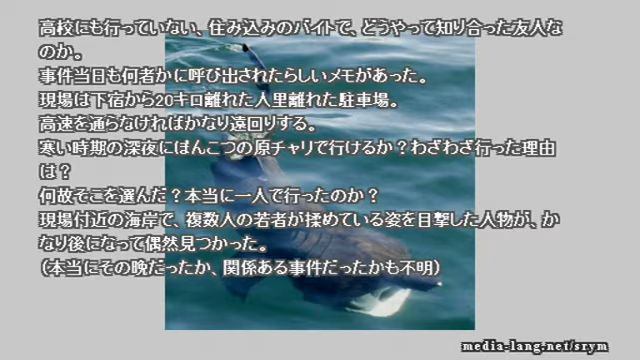 高校にも行っていない、住み込みのバイトで、どうやって知り合った友人な
のか。
事件当日も何者かに呼び出されたらしいメモがあった。
現場は下宿から20キロ離れた人里離れた駐車場。
高速を通らなければかなり遠回りする。
寒い時期の深夜にぽんこつの原チャリで行けるか？わざわざ行った理由
は？
何故そこを選んだ？本当に一人で行ったのか？
現場付近の海岸で、複数人の若者が揉めている姿を目撃した人物が、か
なり後になって偶然見つかった。
（本当にその晩だったか、関係ある事件だったかも不明）
media-lang.net/srym